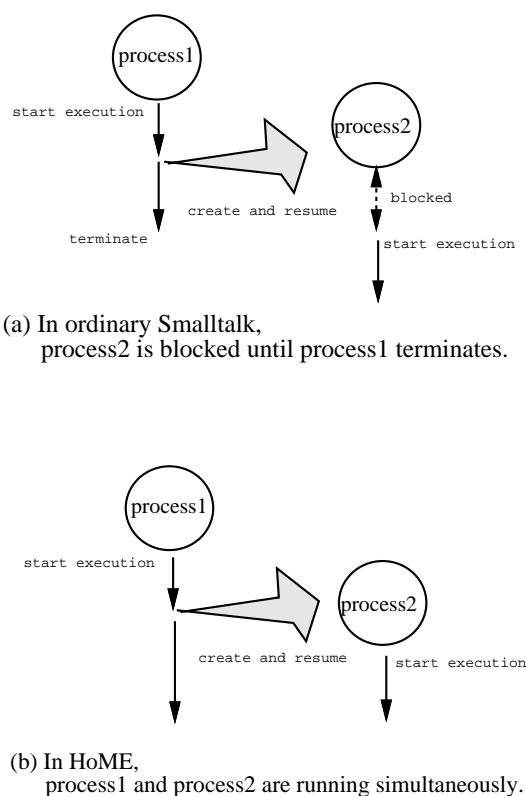 process1
start execution
process2
blocked
create and resume
terminate
start execution
(a) In ordinary Smalltalk,
process2 is blocked until process1 terminates.
process1
start execution
process2
create and resume
start execution
(b) In HoME,
process1 and process2 are running simultaneously.